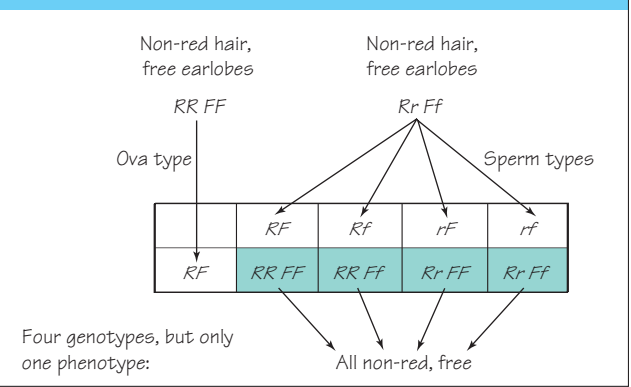 Non-red hair,
free earlobes
Non-red hair,
free earlobes
RR FF
Rr Ff
Ova type
Sperm types
RF Rf rF rf
RF RR FF RR Ff Rr FF Rr Ff
Four genotypes, but only
one phenotype:
All non-red, free